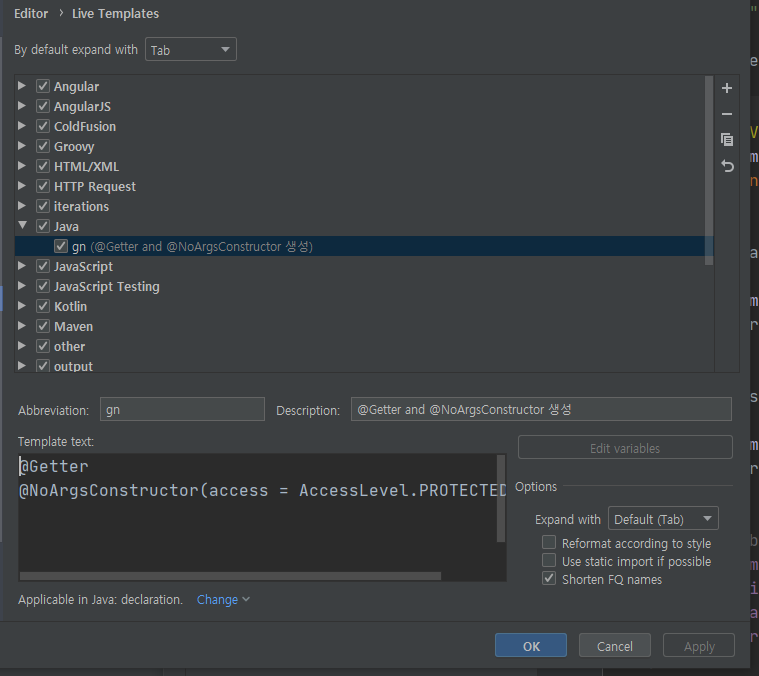 Editor › Live Templates
By default expand with Tab
Angular
AngularJS
ColdFusion
Groovy
HTML/XML
HTTP Request
iterations
Java
gn (@Getter and @NoArgsConstructor 생성)
JavaScript
JavaScript Testing
Kotlin
Maven
other
output
Abbreviation: gn Description: @Getter and @NoArgsConstructor 생성
Template text:
@Getter
@NoArgsConstructor(access = AccessLevel.PROTECTED
Edit variables
Options
Expand with Default (Tab)
Reformat according to style
Use static import if possible
Shorten FQ names
Applicable in Java: declaration. Change
OK Cancel Apply